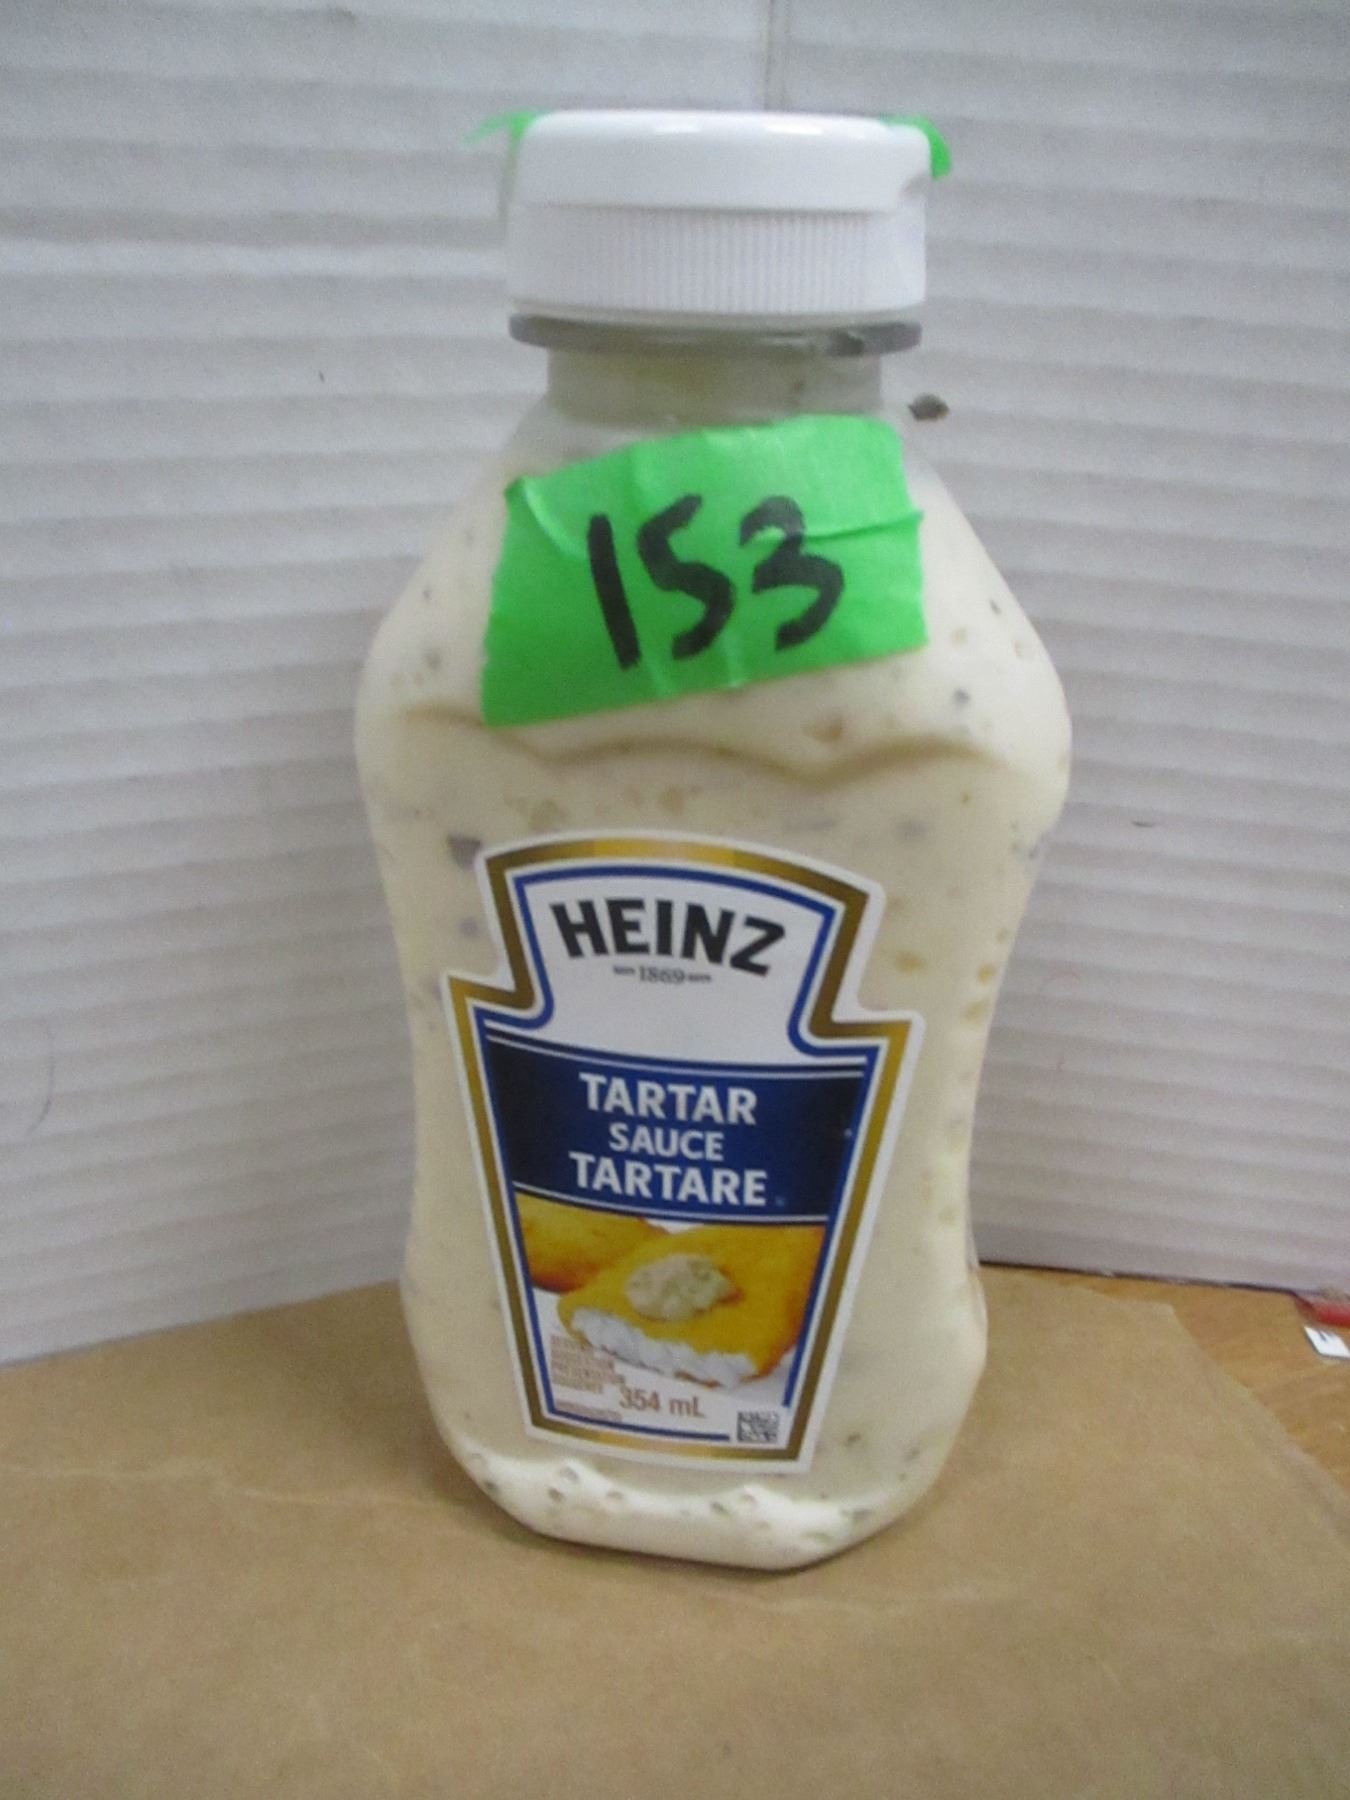 153
HEINZ
1869
TARTAR
SAUCE
TARTARE
354 mL